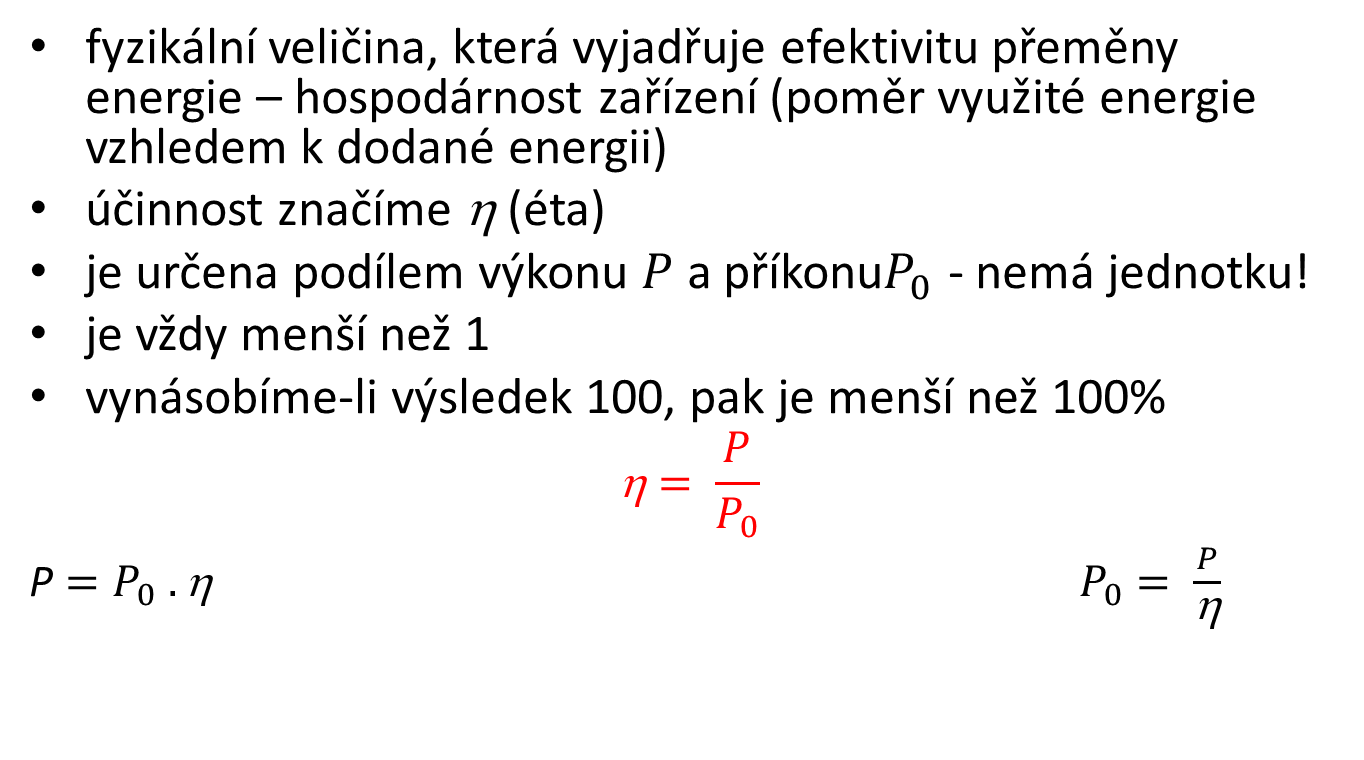 • fyzikální veličina, která vyjadřuje efektivitu přeměny
energie – hospodárnost zařízení (poměr využité energie
vzhledem k dodané energii)
• účinnost značíme η (éta)
• je určena podílem výkonu P a příkonuP₀ - nemá jednotku!
• je vždy menší než 1
• vynásobíme-li výsledek 100, pak je menší než 100%
η = P/P₀
P = P₀ . η P₀ = P/η